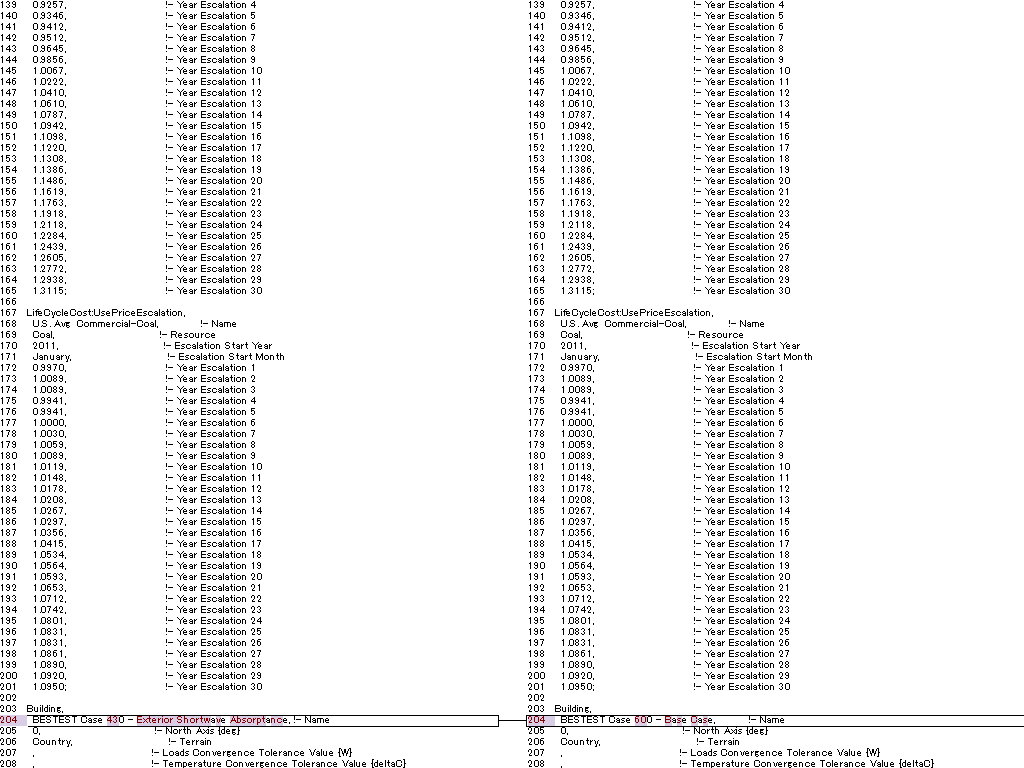 139 0.9257, !- Year Escalation 4
140 0.9346, !- Year Escalation 5
141 0.9412, !- Year Escalation 6
142 0.9512, !- Year Escalation 7
143 0.9645, !- Year Escalation 8
144 0.9856, !- Year Escalation 9
145 1.0067, !- Year Escalation 10
146 1.0222, !- Year Escalation 11
147 1.0410, !- Year Escalation 12
148 1.0610, !- Year Escalation 13
149 1.0787, !- Year Escalation 14
150 1.0942, !- Year Escalation 15
151 1.1098, !- Year Escalation 16
152 1.1220, !- Year Escalation 17
153 1.1308, !- Year Escalation 18
154 1.1386, !- Year Escalation 19
155 1.1486, !- Year Escalation 20
156 1.1619, !- Year Escalation 21
157 1.1763, !- Year Escalation 22
158 1.1918, !- Year Escalation 23
159 1.2118, !- Year Escalation 24
160 1.2284, !- Year Escalation 25
161 1.2439, !- Year Escalation 26
162 1.2605, !- Year Escalation 27
163 1.2772, !- Year Escalation 28
164 1.2938, !- Year Escalation 29
165 1.3115; !- Year Escalation 30
166
167 LifeCycleCost:UsePriceEscalation,
168 U.S. Avg Commercial-Coal, !- Name
169 Coal, !- Resource
170 2011, !- Escalation Start Year
171 January, !- Escalation Start Month
172 0.9970, !- Year Escalation 1
173 1.0089, !- Year Escalation 2
174 1.0089, !- Year Escalation 3
175 0.9941, !- Year Escalation 4
176 0.9941, !- Year Escalation 5
177 1.0000, !- Year Escalation 6
178 1.0030, !- Year Escalation 7
179 1.0059, !- Year Escalation 8
180 1.0089, !- Year Escalation 9
181 1.0119, !- Year Escalation 10
182 1.0148, !- Year Escalation 11
183 1.0178, !- Year Escalation 12
184 1.0208, !- Year Escalation 13
185 1.0267, !- Year Escalation 14
186 1.0297, !- Year Escalation 15
187 1.0356, !- Year Escalation 16
188 1.0415, !- Year Escalation 17
189 1.0534, !- Year Escalation 18
190 1.0564, !- Year Escalation 19
191 1.0593, !- Year Escalation 20
192 1.0653, !- Year Escalation 21
193 1.0712, !- Year Escalation 22
194 1.0742, !- Year Escalation 23
195 1.0801, !- Year Escalation 24
196 1.0831, !- Year Escalation 25
197 1.0831, !- Year Escalation 26
198 1.0861, !- Year Escalation 27
199 1.0890, !- Year Escalation 28
200 1.0920, !- Year Escalation 29
201 1.0950; !- Year Escalation 30
202
203 Building,
204 BESTEST Case 430 - Exterior Shortwave Absorptance, !- Name
205 0, !- North Axis {deg}
206 Country, !- Terrain
207 , !- Loads Convergence Tolerance Value {W}
208 , !- Temperature Convergence Tolerance Value {deltaC}
139 0.9257, !- Year Escalation 4
140 0.9346, !- Year Escalation 5
141 0.9412, !- Year Escalation 6
142 0.9512, !- Year Escalation 7
143 0.9645, !- Year Escalation 8
144 0.9856, !- Year Escalation 9
145 1.0067, !- Year Escalation 10
146 1.0222, !- Year Escalation 11
147 1.0410, !- Year Escalation 12
148 1.0610, !- Year Escalation 13
149 1.0787, !- Year Escalation 14
150 1.0942, !- Year Escalation 15
151 1.1098, !- Year Escalation 16
152 1.1220, !- Year Escalation 17
153 1.1308, !- Year Escalation 18
154 1.1386, !- Year Escalation 19
155 1.1486, !- Year Escalation 20
156 1.1619, !- Year Escalation 21
157 1.1763, !- Year Escalation 22
158 1.1918, !- Year Escalation 23
159 1.2118, !- Year Escalation 24
160 1.2284, !- Year Escalation 25
161 1.2439, !- Year Escalation 26
162 1.2605, !- Year Escalation 27
163 1.2772, !- Year Escalation 28
164 1.2938, !- Year Escalation 29
165 1.3115; !- Year Escalation 30
166
167 LifeCycleCost:UsePriceEscalation,
168 U.S. Avg Commercial-Coal, !- Name
169 Coal, !- Resource
170 2011, !- Escalation Start Year
171 January, !- Escalation Start Month
172 0.9970, !- Year Escalation 1
173 1.0089, !- Year Escalation 2
174 1.0089, !- Year Escalation 3
175 0.9941, !- Year Escalation 4
176 0.9941, !- Year Escalation 5
177 1.0000, !- Year Escalation 6
178 1.0030, !- Year Escalation 7
179 1.0059, !- Year Escalation 8
180 1.0089, !- Year Escalation 9
181 1.0119, !- Year Escalation 10
182 1.0148, !- Year Escalation 11
183 1.0178, !- Year Escalation 12
184 1.0208, !- Year Escalation 13
185 1.0267, !- Year Escalation 14
186 1.0297, !- Year Escalation 15
187 1.0356, !- Year Escalation 16
188 1.0415, !- Year Escalation 17
189 1.0534, !- Year Escalation 18
190 1.0564, !- Year Escalation 19
191 1.0593, !- Year Escalation 20
192 1.0653, !- Year Escalation 21
193 1.0712, !- Year Escalation 22
194 1.0742, !- Year Escalation 23
195 1.0801, !- Year Escalation 24
196 1.0831, !- Year Escalation 25
197 1.0831, !- Year Escalation 26
198 1.0861, !- Year Escalation 27
199 1.0890, !- Year Escalation 28
200 1.0920, !- Year Escalation 29
201 1.0950; !- Year Escalation 30
202
203 Building,
204 BESTEST Case 600 - Base Case, !- Name
205 0, !- North Axis {deg}
206 Country, !- Terrain
207 , !- Loads Convergence Tolerance Value {W}
208 , !- Temperature Convergence Tolerance Value {deltaC}